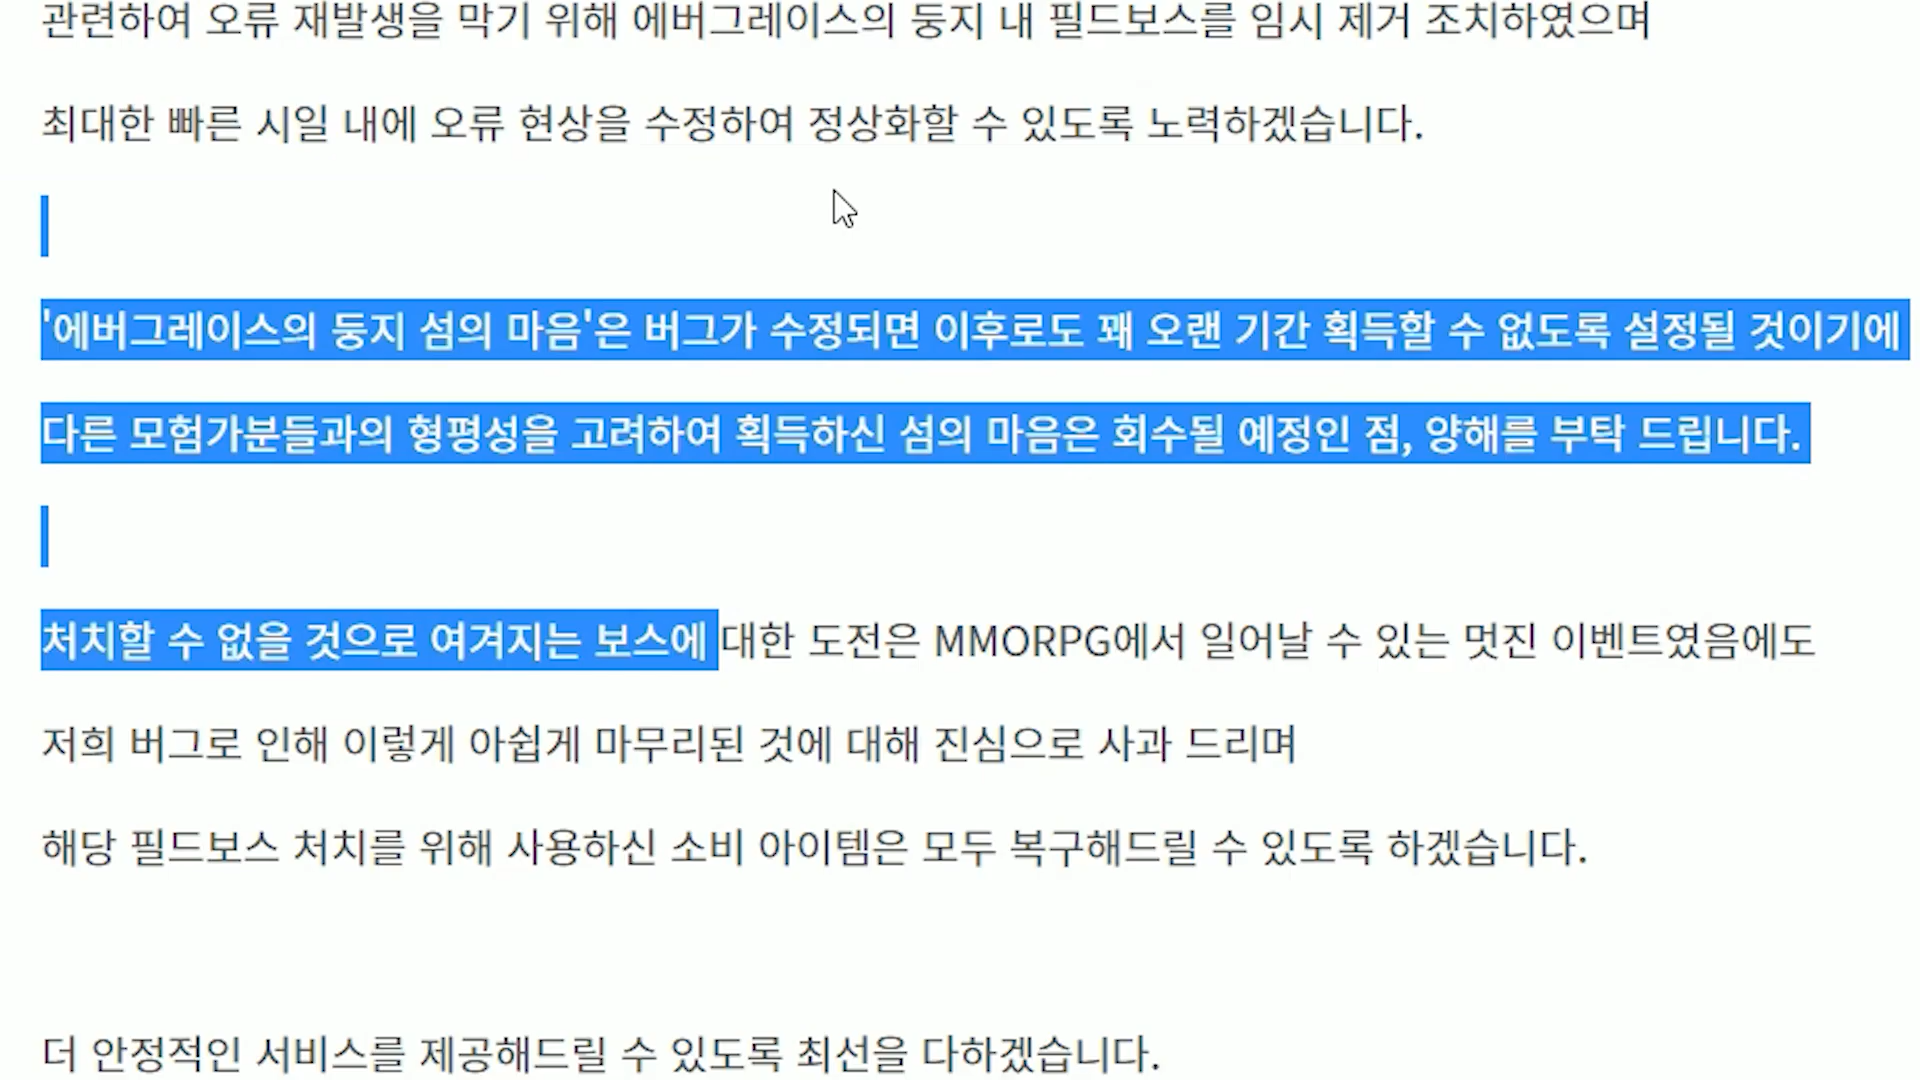 관련하여 오류 재발생을 막기 위해 에버그레이스의 둥지 내 필드보스를 임시 제거 조치하였으며
최대한 빠른 시일 내에 오류 현상을 수정하여 정상화할 수 있도록 노력하겠습니다.
'에버그레이스의 둥지 섬의 마음'은 버그가 수정되면 이후로도 꽤 오랜 기간 획득할 수 없도록 설정될 것이기에
다른 모험가분들과의 형평성을 고려하여 획득하신 섬의 마음은 회수될 예정인 점, 양해를 부탁 드립니다.
처치할 수 없을 것으로 여겨지는 보스에 대한 도전은 MMORPG에서 일어날 수 있는 멋진 이벤트였음에도
저희 버그로 인해 이렇게 아쉽게 마무리된 것에 대해 진심으로 사과 드리며
해당 필드보스 처치를 위해 사용하신 소비 아이템은 모두 복구해드릴 수 있도록 하겠습니다.
더 안정적인 서비스를 제공해드릴 수 있도록 최선을 다하겠습니다.